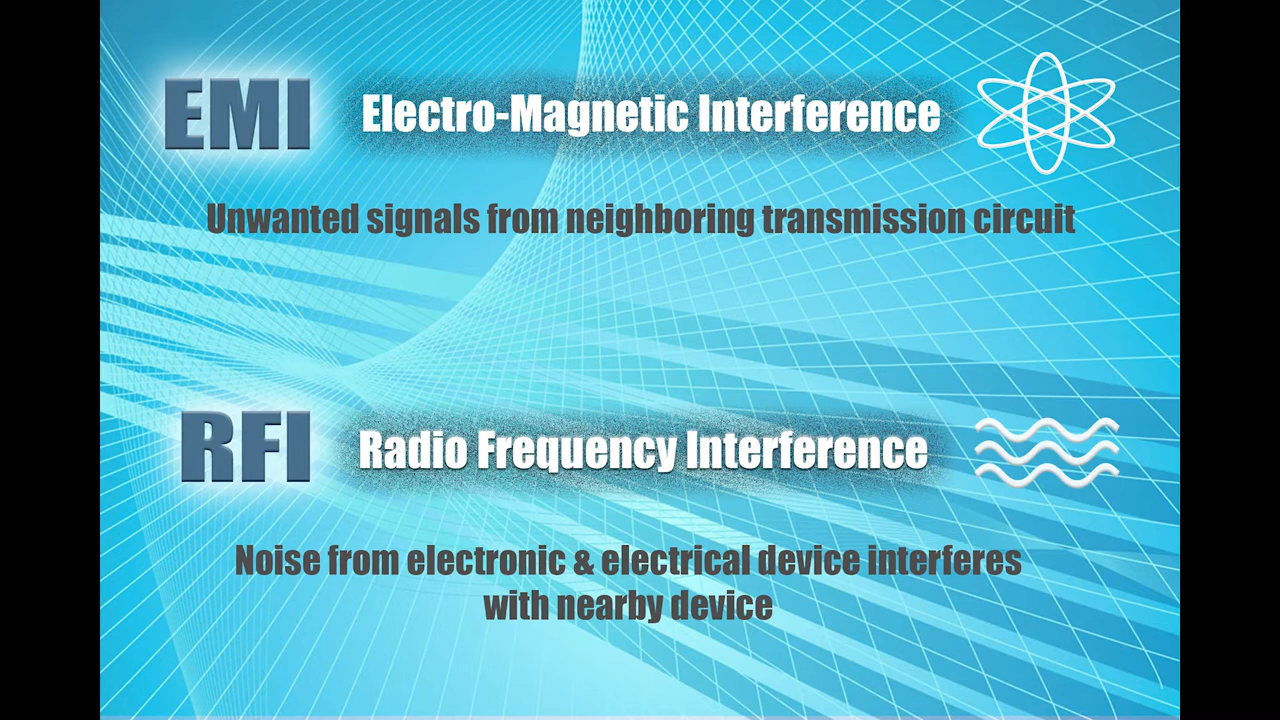 EMI Electro-Magnetic Interference
Unwanted signals from neighboring transmission circuit
RFI Radio Frequency Interference
Noise from electronic & electrical device interferes
with nearby device